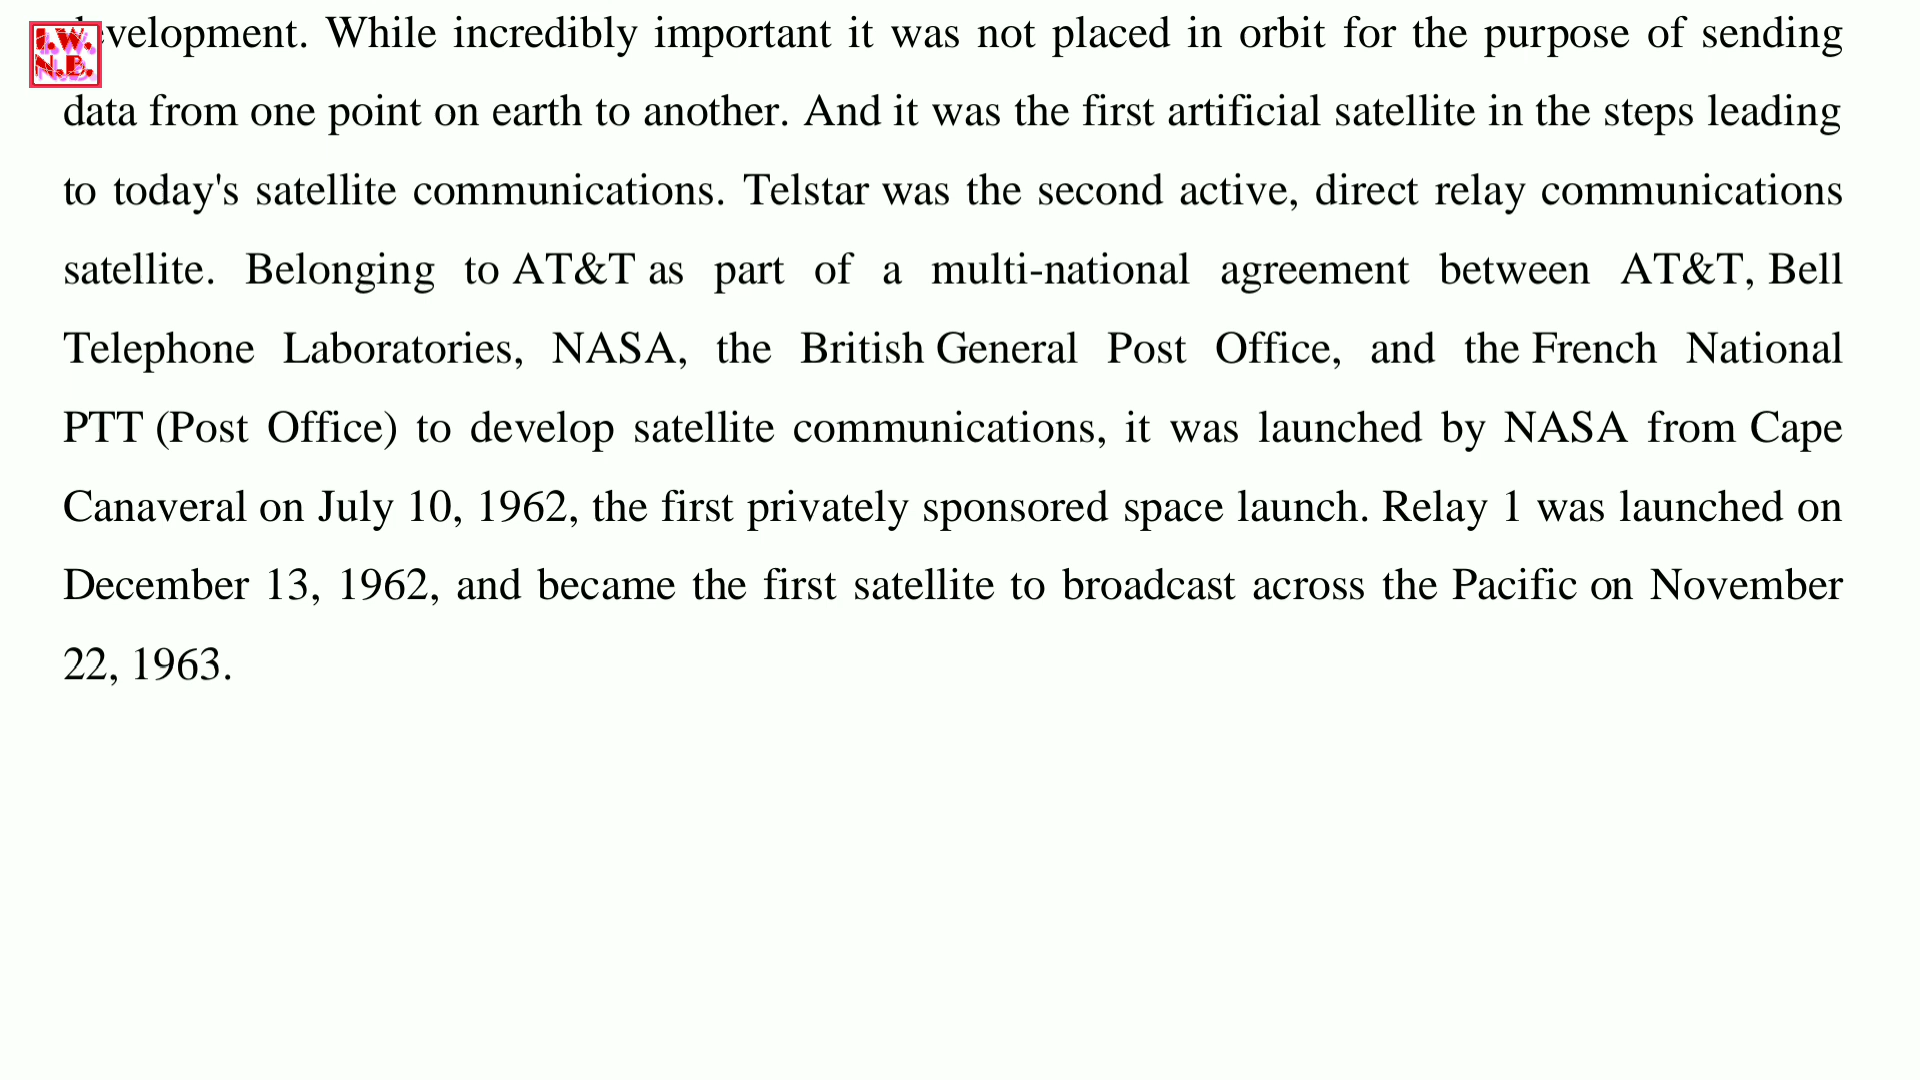 development. While incredibly important it was not placed in orbit for the purpose of sending
I.W.
N.B.
data from one point on earth to another. And it was the first artificial satellite in the steps leading
to today's satellite communications. Telstar was the second active, direct relay communications
satellite. Belonging to AT&T as part of a multi-national agreement between AT&T, Bell
Telephone Laboratories, NASA, the British General Post Office, and the French National
PTT (Post Office) to develop satellite communications, it was launched by NASA from Cape
Canaveral on July 10, 1962, the first privately sponsored space launch. Relay 1 was launched on
December 13, 1962, and became the first satellite to broadcast across the Pacific on November
22, 1963.